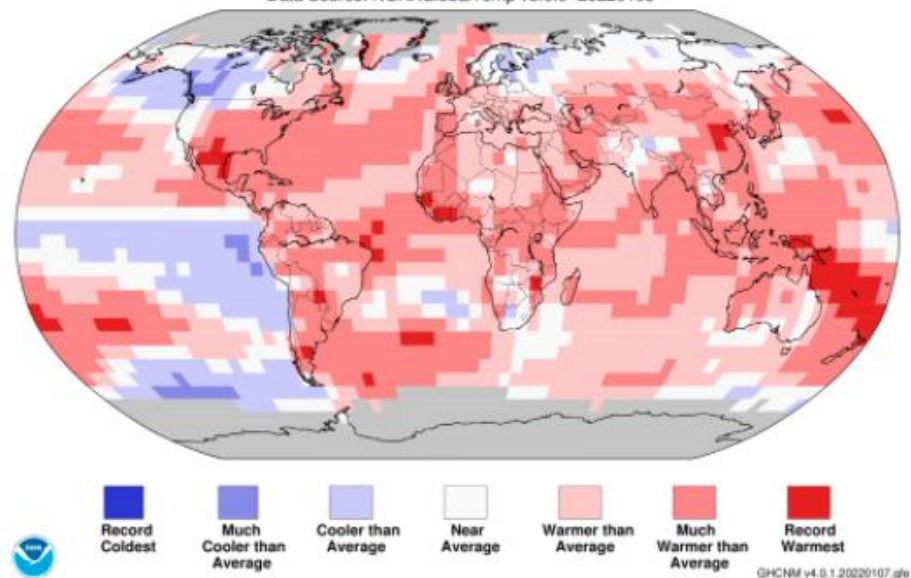 Record
Coldest
Much
Cooler than
Average
Cooler than
Average
Near
Average
Warmer than
Average
Much
Warmer than
Average
Record
Warmest
GHCNM v4.0.1.20220107.qfe